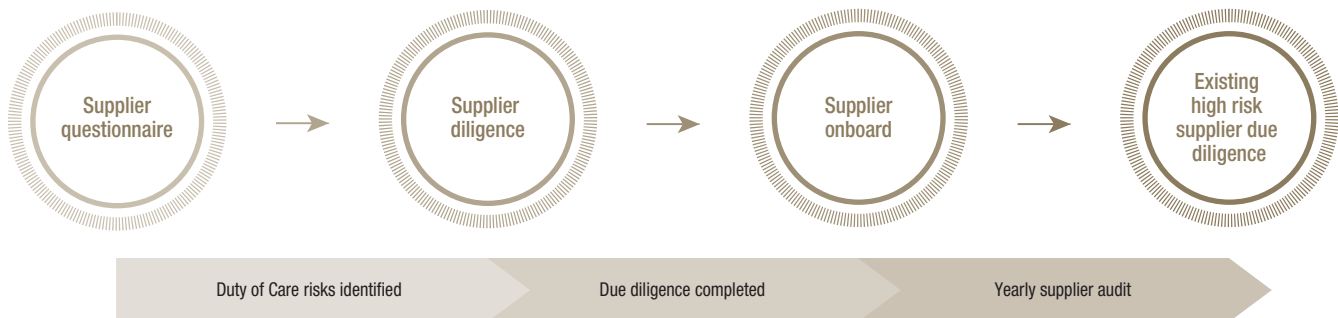 Supplier
questionnaire
Supplier
diligence
Supplier
onboard
Existing
high risk
supplier due
diligence
Duty of Care risks identified
Due diligence completed
Yearly supplier audit